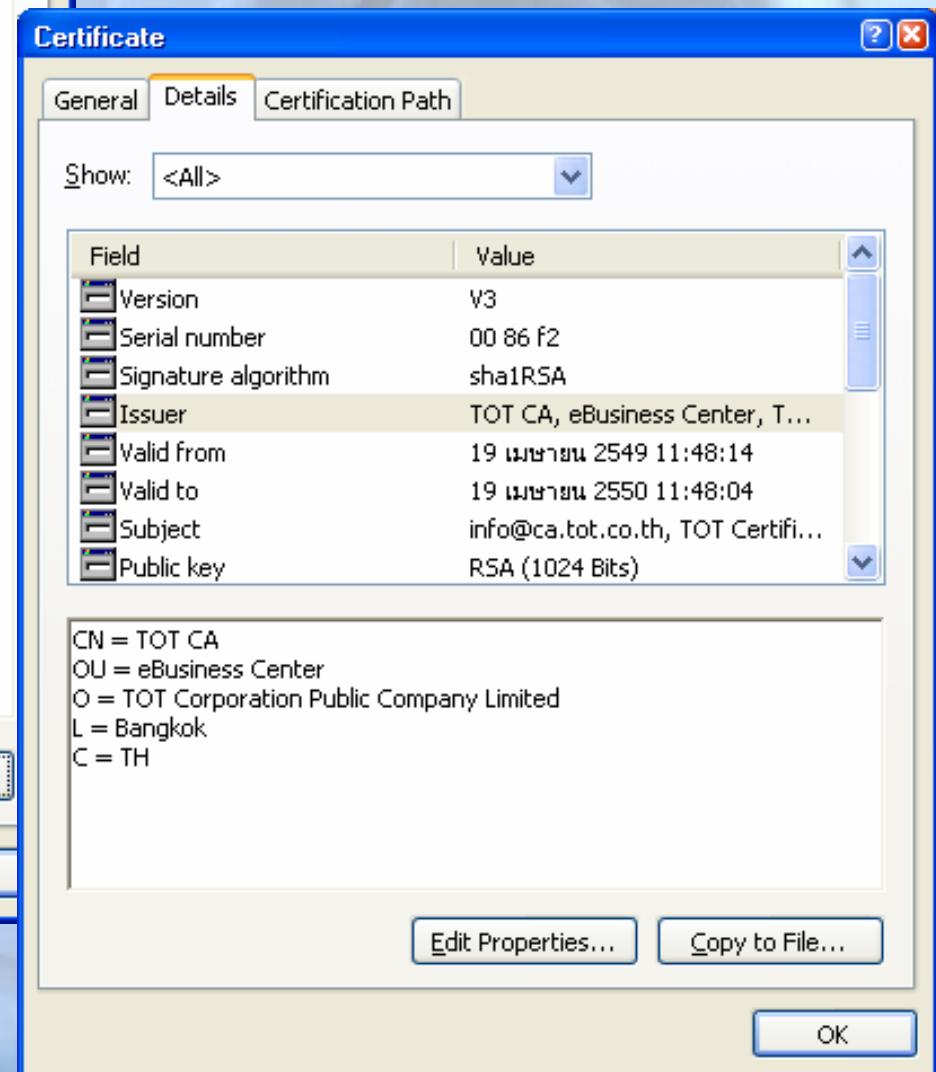 Certificate
General Details Certification Path
Show: <All>
Field Value
Version V3
Serial number 00 86 f2
Signature algorithm sha1RSA
Issuer TOT CA, eBusiness Center, T...
Valid from 19 เมษายน 2549 11:48:14
Valid to 19 เมษายน 2550 11:48:04
Subject info@ca.tot.co.th, TOT Certifi...
Public key RSA (1024 Bits)
CN = TOT CA
OU = eBusiness Center
O = TOT Corporation Public Company Limited
L = Bangkok
C = TH
Edit Properties... Copy to File...
OK